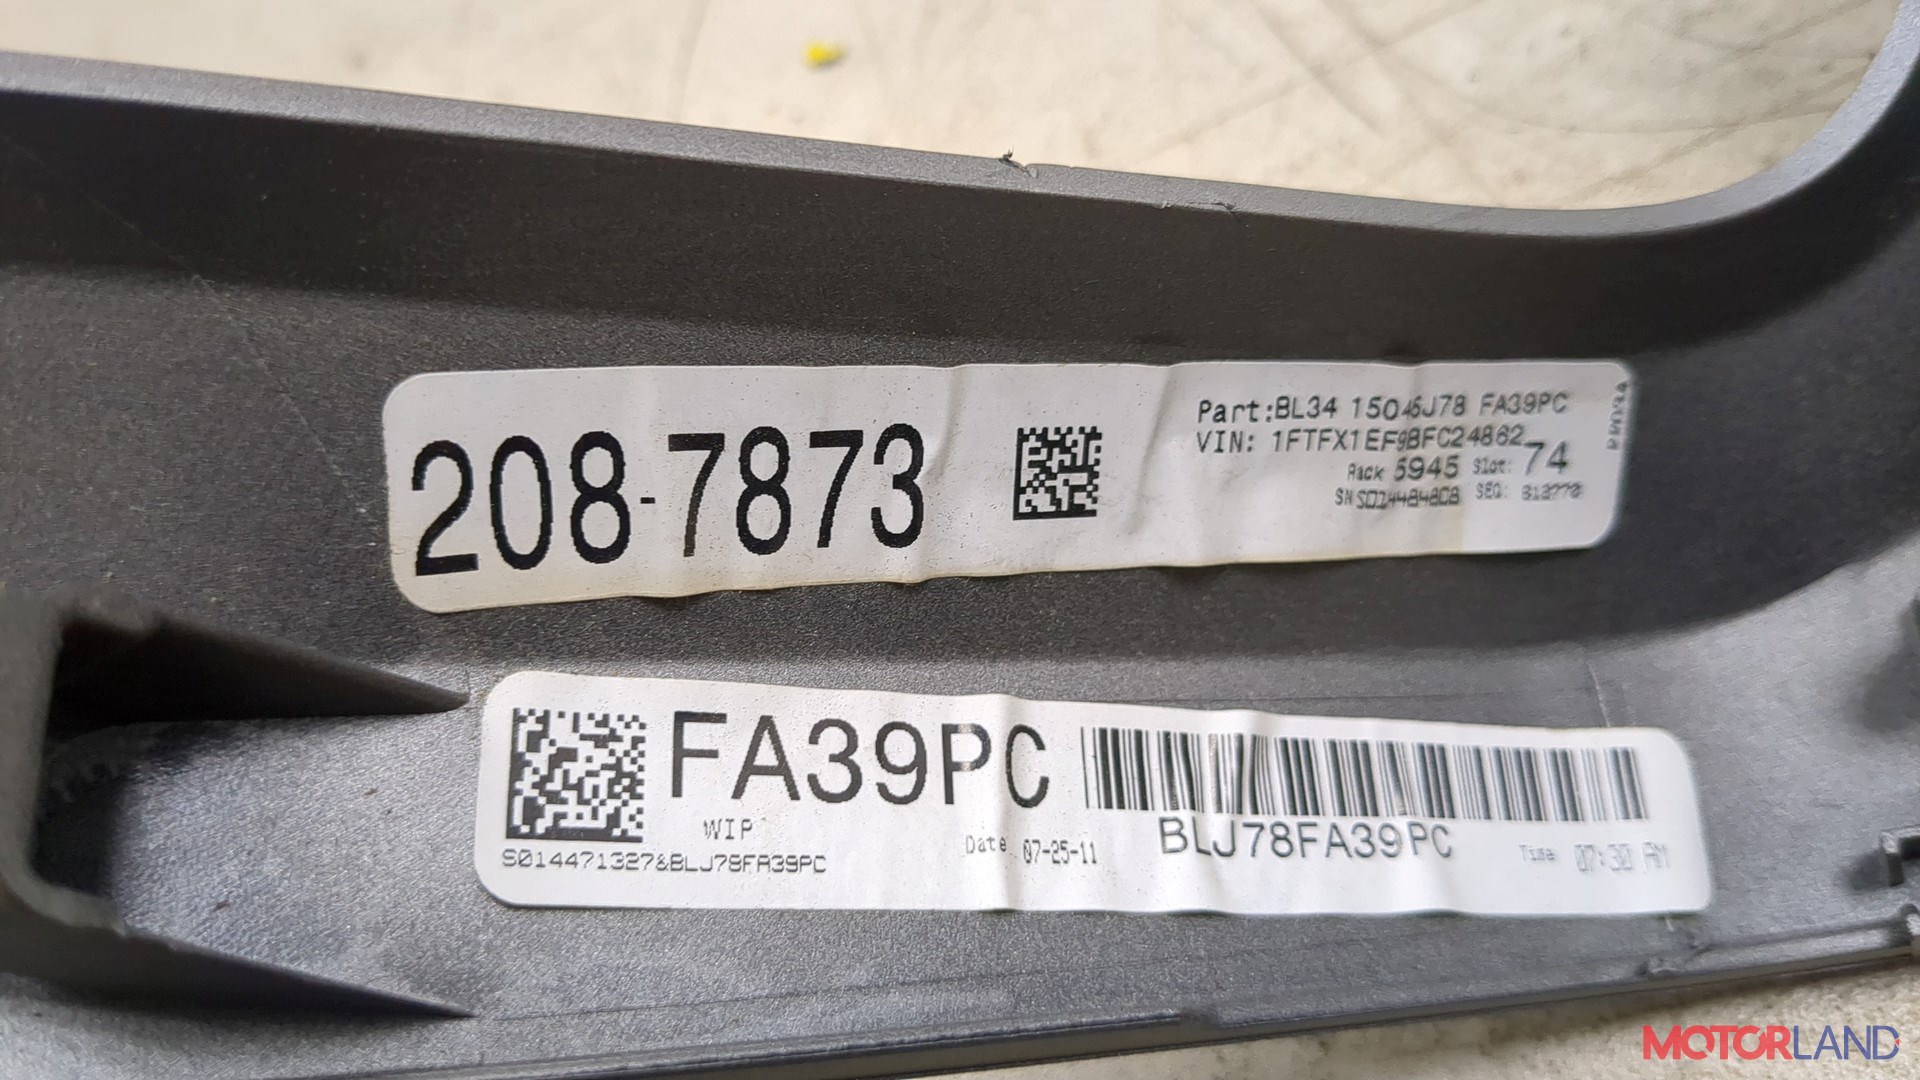 208-7873
Part:BL34 15046J78 FA39PC
VIN: 1FTFX1EF9BFC24862
Rack 5945 Slot: 74
SN S014484808 SEQ: 313770
FA39PC
WIP
S014471327&BLJ78FA39PC
Date 07-25-11
BLJ78FA39PC
Time 07:30 AM
MOTORLAND